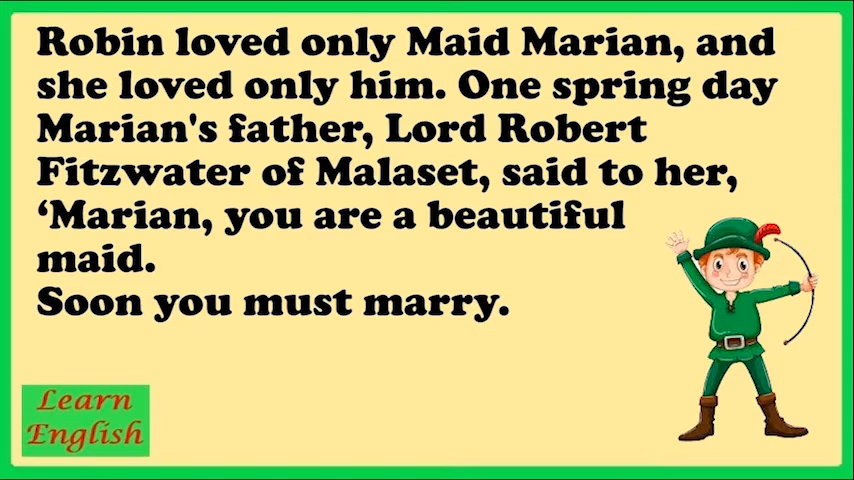 Robin loved only Maid Marian, and
she loved only him. One spring day
Marian's father, Lord Robert
Fitzwater of Malaset, said to her,
‘Marian, you are a beautiful
maid.
Soon you must marry.
Learn
English